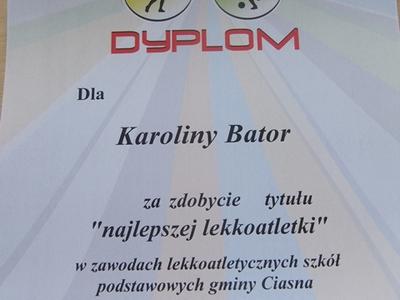 DYPLOM
Dla
Karoliny Bator
za zdobycie tytułu
"najlepszej lekkoatletki"
w zawodach lekkoatletycznych szkół
podstawowych gminy Ciasna